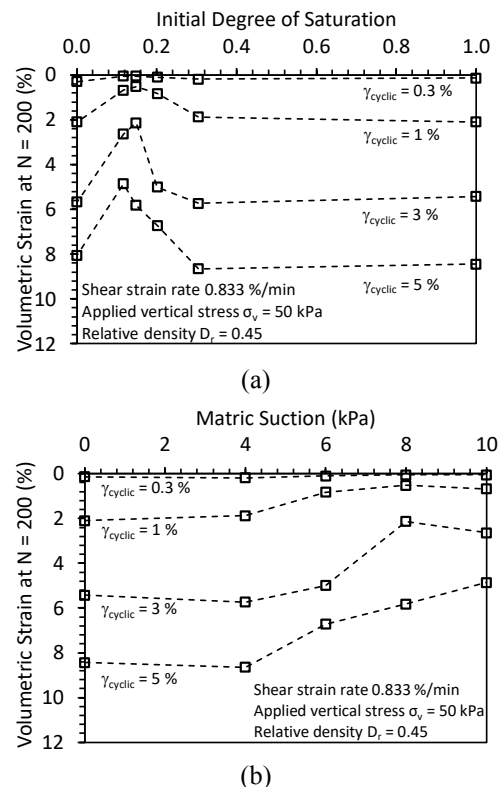 Initial Degree of Saturation
0.0 0.2 0.4 0.6 0.8 1.0
Volumetric Strain at N = 200 (%)
0
2
4
6
8
10
12
γcyclic = 0.3 %
γcyclic = 1 %
γcyclic = 3 %
γcyclic = 5 %
Shear strain rate 0.833 %/min
Applied vertical stress σv = 50 kPa
Relative density Dr = 0.45
(a)
Matric Suction (kPa)
0 2 4 6 8 10
Volumetric Strain at N = 200 (%)
0
2
4
6
8
10
12
γcyclic = 0.3 %
γcyclic = 1 %
γcyclic = 3 %
γcyclic = 5 %
Shear strain rate 0.833 %/min
Applied vertical stress σv = 50 kPa
Relative density Dr = 0.45
(b)